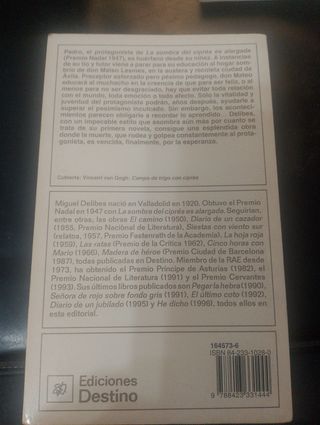 Pedro, el protagonista de La sombra del ciprés es alargada
(Premio Nadal 1947), es huérfano desde su niñez. A instancias
de su tío y tutor viene a parar para su educación al hogar sombrío
de don Mateo Lesmes, en la austera y recoleta ciudad de
Ávila. Preceptor esforzado pero pésimo pedagogo, don Mateo
educará al muchacho en la creencia de que para ser feliz, o al
menos para no ser desgraciado, hay que evitar toda relación
con el mundo, toda emoción o todo afecto. Sólo la vitalidad y
juventud del protagonista podrán, años después, ayudarle a
superar el pesimismo inculcado. Sin embargo, los acontecimientos
parecen obligarle a recordar lo aprendido... Delibes,
con un impecable estilo que asombra aún más por cuanto se
trata de su primera novela, consigue una espléndida obra
donde la muerte, que rudea y golpea constantemente al protagonista,
es vencida, finalmente, por la esperanza.
Cubierta: Vincent van Gogh: Campo de trigo con ciprés
Miguel Delibes nació en Valladolid en 1920. Obtuvo el Premio
Nadal en 1947 con La sombra del ciprés es alargada. Seguirían,
entre otras, las obras El camino (1950), Diario de un cazador
(1955, Premio Nacional de Literatura), Siestas con viento sur
(relatos, 1957, Premio Fastenrath de la Academia), La hoja roja
(1959), Las ratas (Premio de la Crítica 1962), Cinco horas con
Mario (1966), Madera de héroe (Premio Ciudad de Barcelona
1987), todas publicadas en Destino. Miembro de la RAE desde
1973, ha obtenido el Premio Príncipe de Asturias (1982), el
Premio Nacional de Literatura (1991) y el Premio Cervantes
(1993). Sus últimos libros publicados son Pegar la hebra (1990),
Señora de rojo sobre fondo gris (1991), El último coto (1992),
Diario de un jubilado (1995) y He dicho (1996), todos ellos en
esta editorial.
Ediciones
Destino
164573-6
ISBN 84-233-1028-0
9 788423 331444